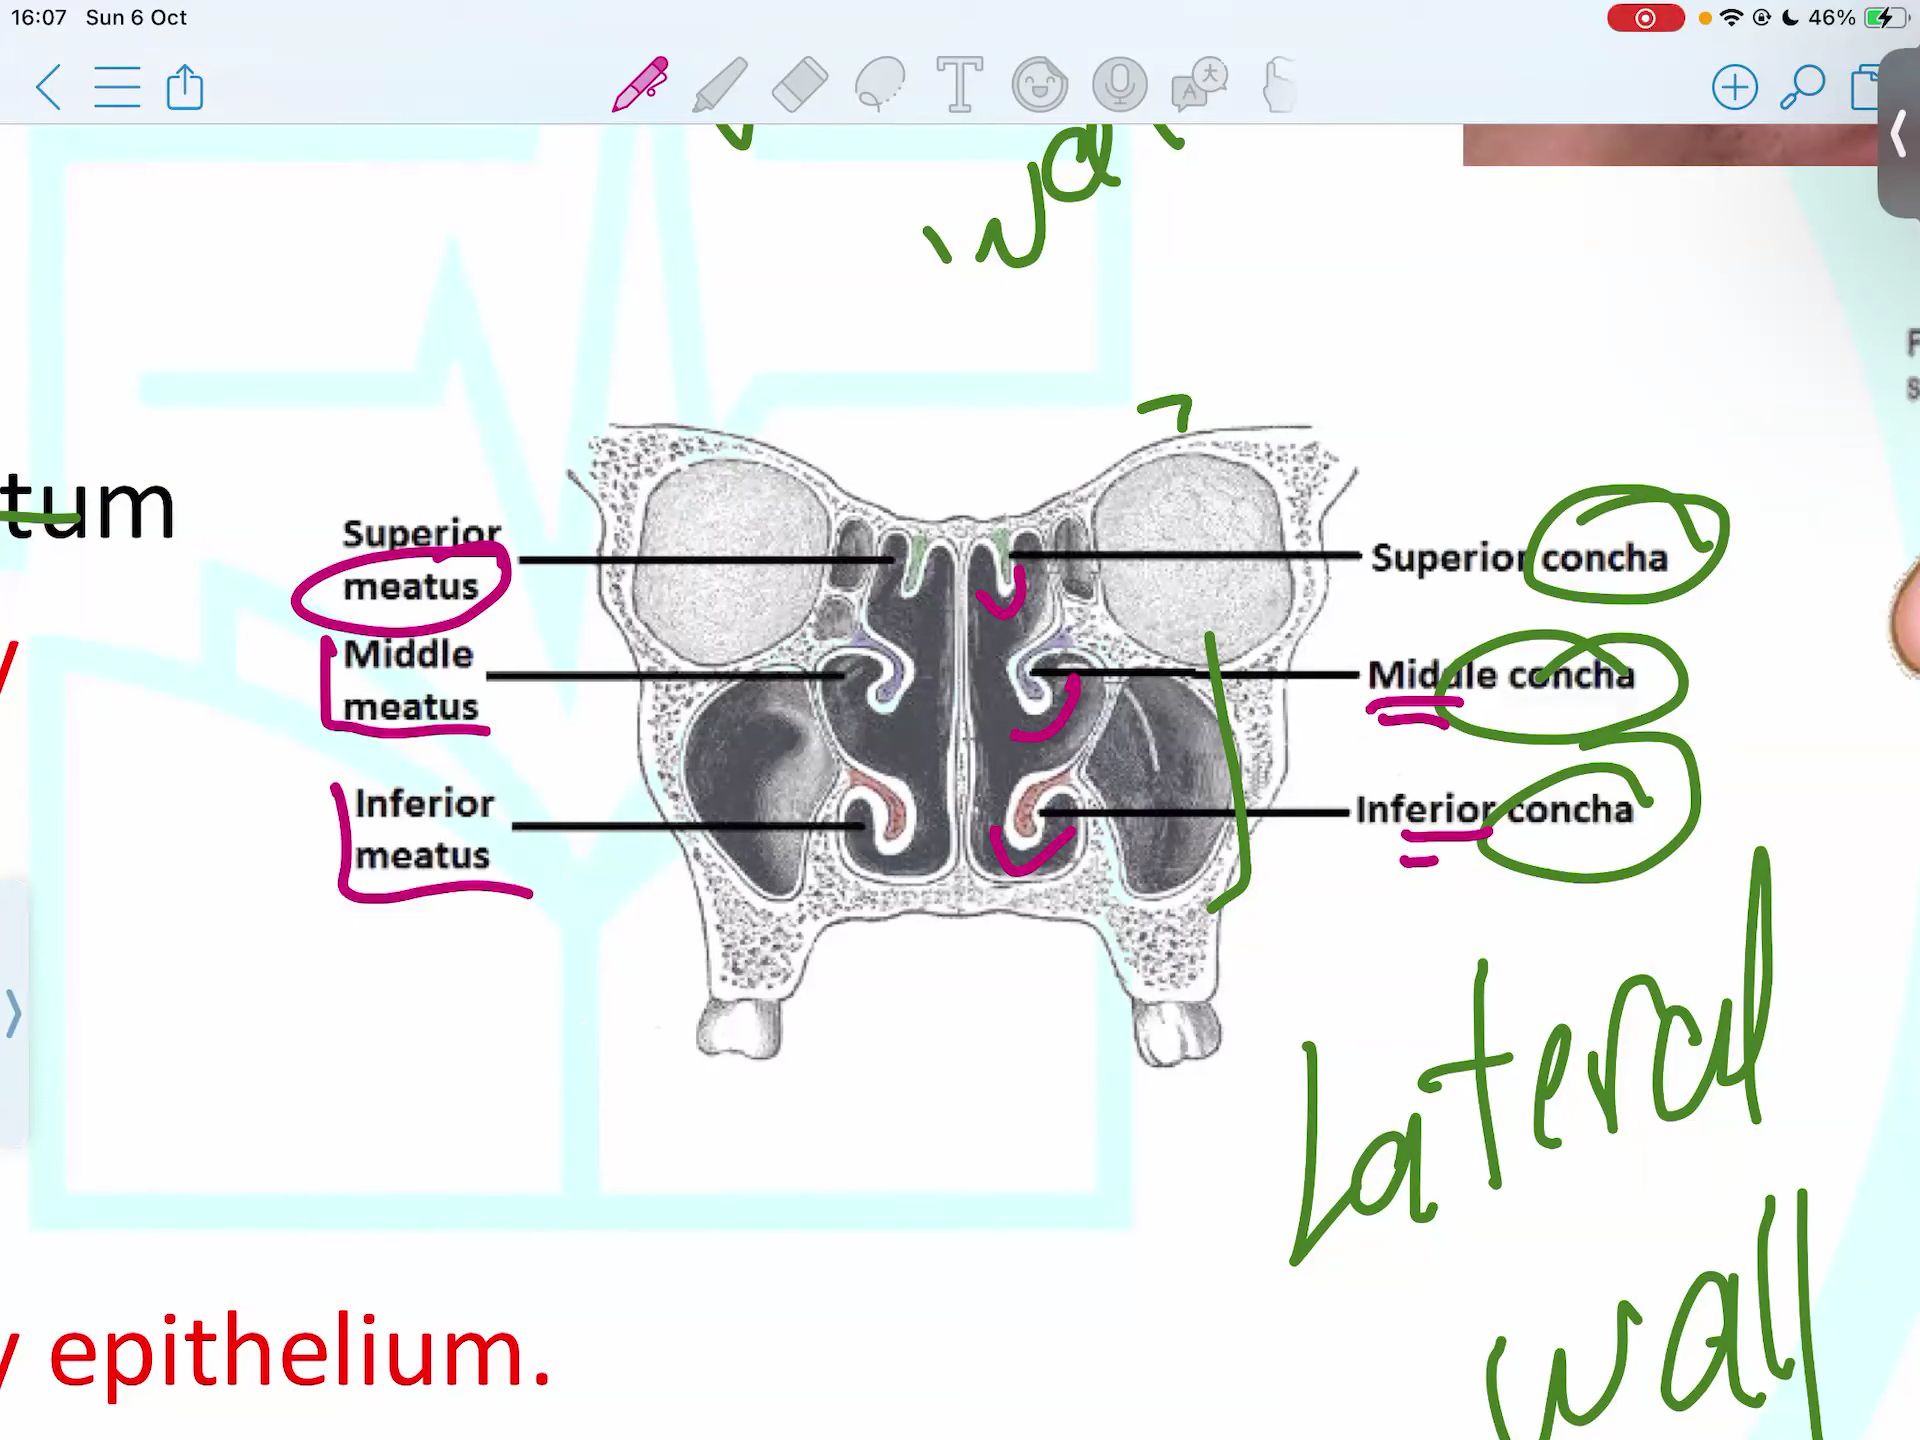 16:07 Sun 6 Oct
46%
wa
tum
Superior
meatus
Middle
meatus
Inferior
meatus
Superior concha
Middle concha
Inferior concha
Lateral
wall
y epithelium.